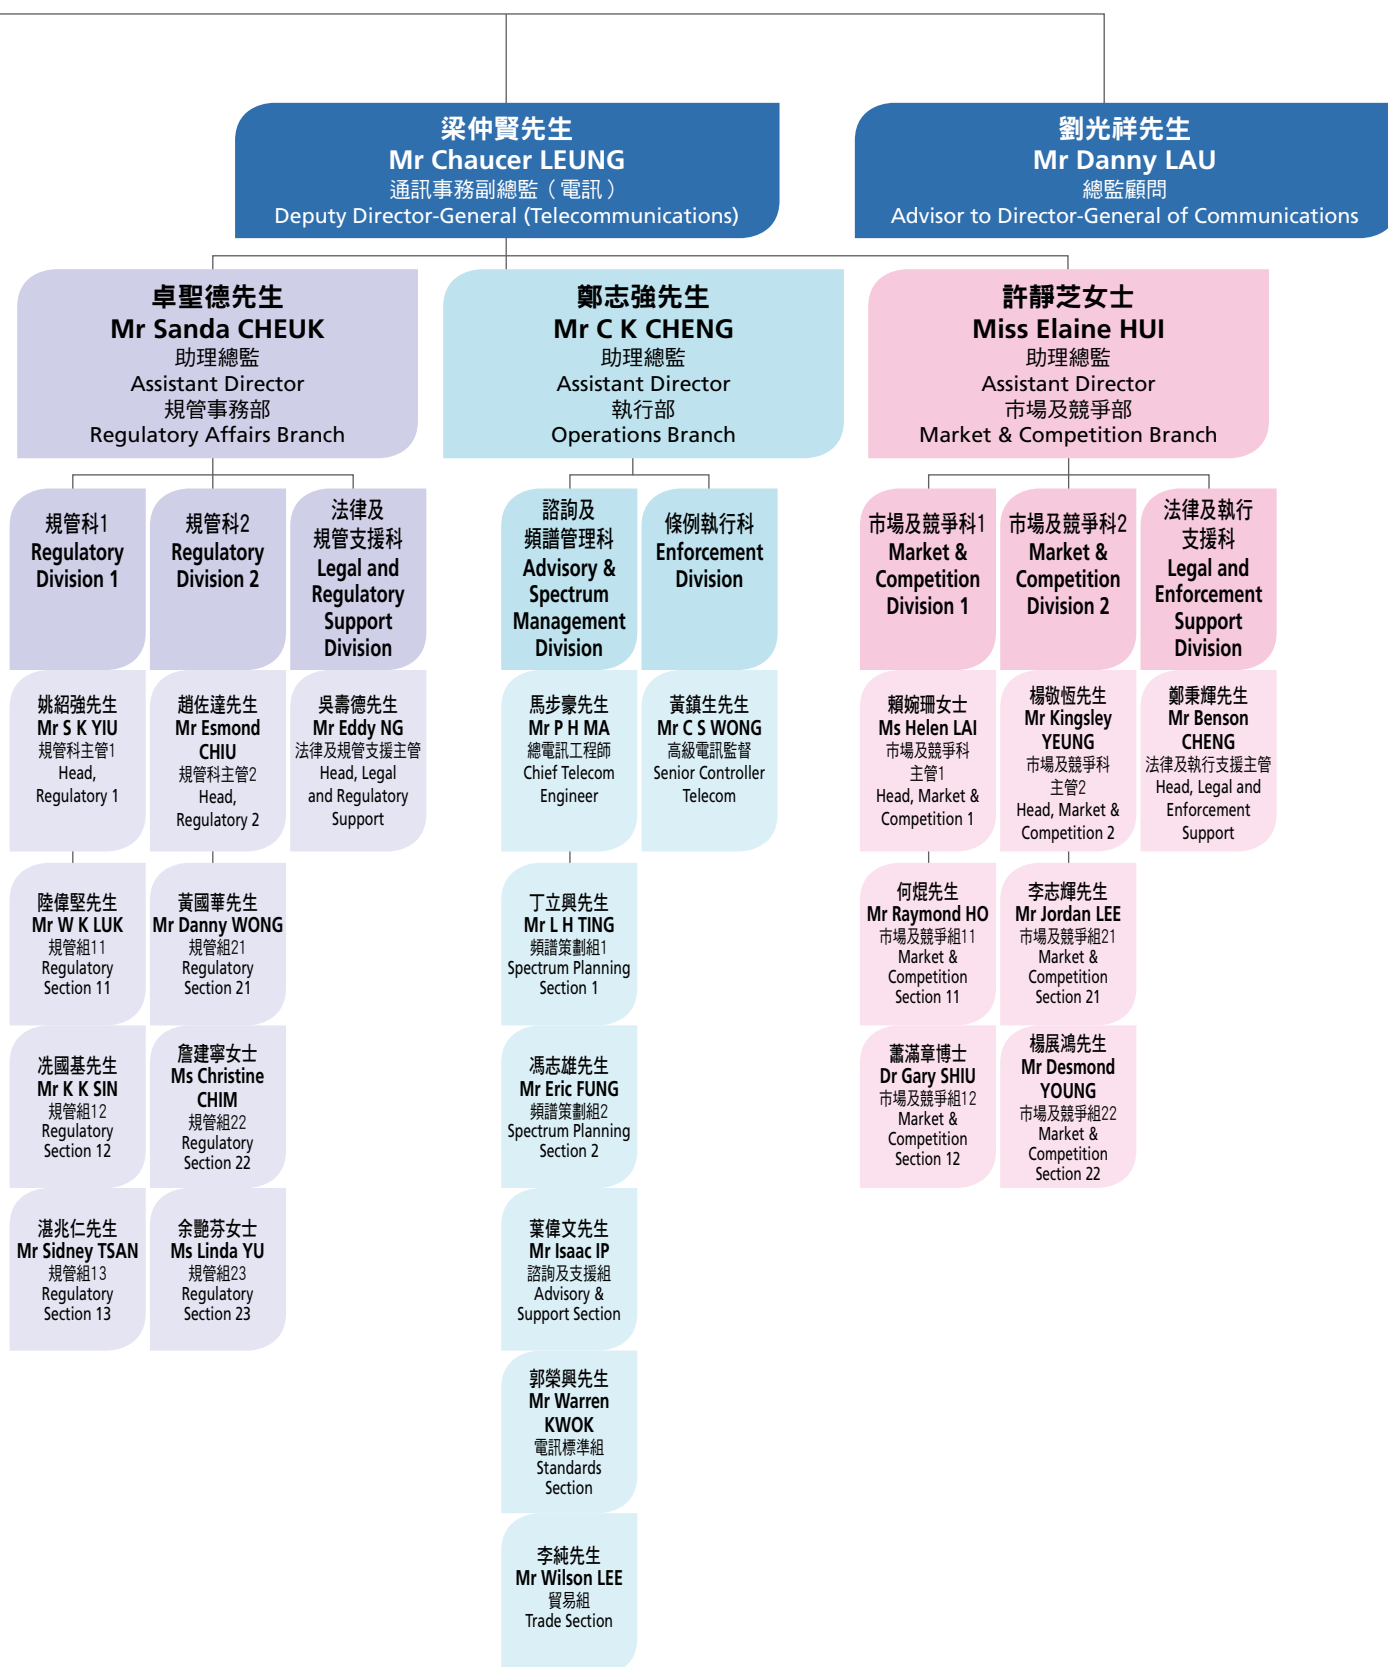 梁仲賢先生
Mr Chaucer LEUNG
通訊事務副總監（電訊）
Deputy Director-General (Telecommunications)
劉光祥先生
Mr Danny LAU
總監顧問
Advisor to Director-General of Communications
卓聖德先生
Mr Sanda CHEUK
助理總監
Assistant Director
規管事務部
Regulatory Affairs Branch
鄭志強先生
Mr C K CHENG
助理總監
Assistant Director
執行部
Operations Branch
許靜芝女士
Miss Elaine HUI
助理總監
Assistant Director
市場及競爭部
Market & Competition Branch
規管科1
Regulatory
Division 1
規管科2
Regulatory
Division 2
法律及
規管支援科
Legal and
Regulatory
Support
Division
諮詢及
頻譜管理科
Advisory &
Spectrum
Management
Division
條例執行科
Enforcement
Division
市場及競爭科1
Market &
Competition
Division 1
市場及競爭科2
Market &
Competition
Division 2
法律及執行
支援科
Legal and
Enforcement
Support
Division
姚紹強先生
Mr S K YIU
規管科主管1
Head,
Regulatory 1
趙佐達先生
Mr Esmond
CHIU
規管科主管2
Head,
Regulatory 2
吳壽德先生
Mr Eddy NG
法律及規管支援主管
Head, Legal
and Regulatory
Support
馬步豪先生
Mr P H MA
總電訊工程師
Chief Telecom
Engineer
黃鎮生先生
Mr C S WONG
高級電訊監督
Senior Controller
Telecom
賴婉珊女士
Ms Helen LAI
市場及競爭科
主管1
Head, Market &
Competition 1
楊敬恆先生
Mr Kingsley
YEUNG
市場及競爭科
主管2
Head, Market &
Competition 2
鄭秉輝先生
Mr Benson
CHENG
法律及執行支援主管
Head, Legal and
Enforcement
Support
陸偉堅先生
Mr W K LUK
規管組11
Regulatory
Section 11
黃國華先生
Mr Danny WONG
規管組21
Regulatory
Section 21
丁立興先生
Mr L H TING
頻譜策劃組1
Spectrum Planning
Section 1
何焜先生
Mr Raymond HO
市場及競爭組11
Market &
Competition
Section 11
李志輝先生
Mr Jordan LEE
市場及競爭組21
Market &
Competition
Section 21
冼國基先生
Mr K K SIN
規管組12
Regulatory
Section 12
詹建寧女士
Ms Christine
CHIM
規管組22
Regulatory
Section 22
馮志雄先生
Mr Eric FUNG
頻譜策劃組2
Spectrum Planning
Section 2
蕭滿章博士
Dr Gary SHIU
市場及競爭組12
Market &
Competition
Section 12
楊展鴻先生
Mr Desmond
YOUNG
市場及競爭組22
Market &
Competition
Section 22
湛兆仁先生
Mr Sidney TSAN
規管組13
Regulatory
Section 13
余艷芬女士
Ms Linda YU
規管組23
Regulatory
Section 23
葉偉文先生
Mr Isaac IP
諮詢及支援組
Advisory &
Support Section
郭榮興先生
Mr Warren
KWOK
電訊標準組
Standards
Section
李純先生
Mr Wilson LEE
貿易組
Trade Section